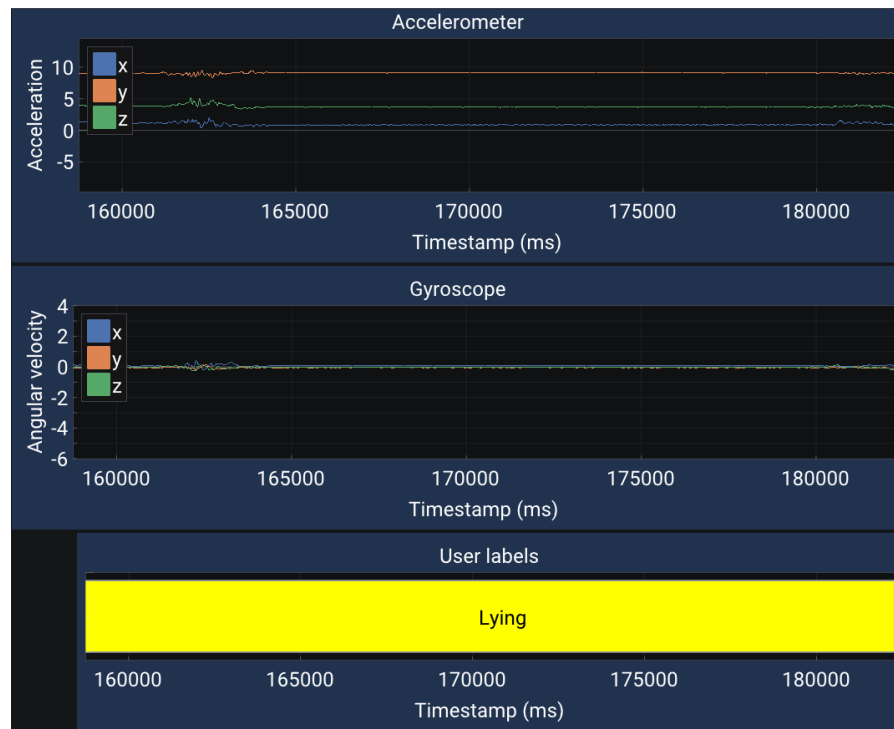 Accelerometer
Acceleration
10
5
0
-5
x
y
z
160000 165000 170000 175000 180000
Timestamp (ms)
Gyroscope
Angular velocity
4
2
0
-2
-4
-6
x
y
z
160000 165000 170000 175000 180000
Timestamp (ms)
User labels
Lying
160000 165000 170000 175000 180000
Timestamp (ms)